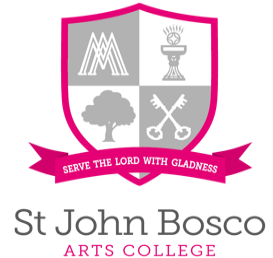 SERVE THE LORD WITH GLADNESS
St John Bosco
ARTS COLLEGE